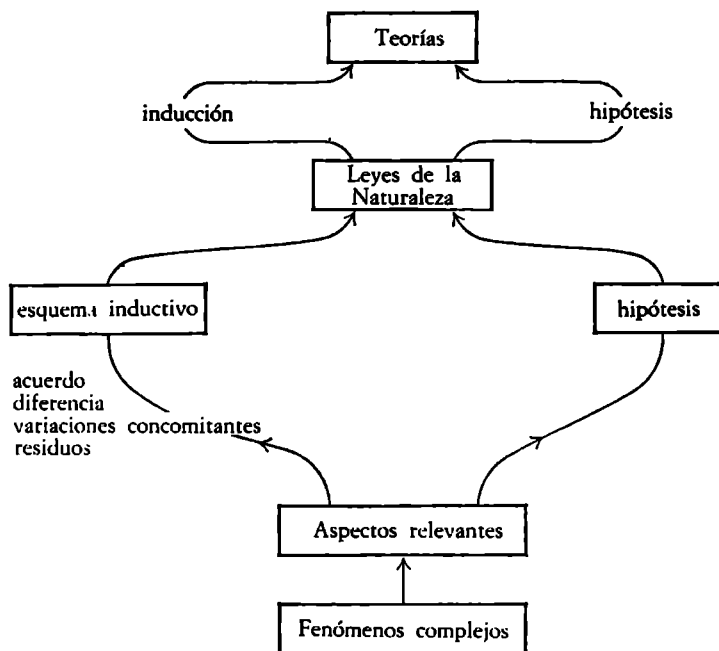 Teorías
inducción
hipótesis
Leyes de la
Naturaleza
esquema inductivo
hipótesis
acuerdo
diferencia
variaciones concomitantes
residuos
Aspectos relevantes
Fenómenos complejos